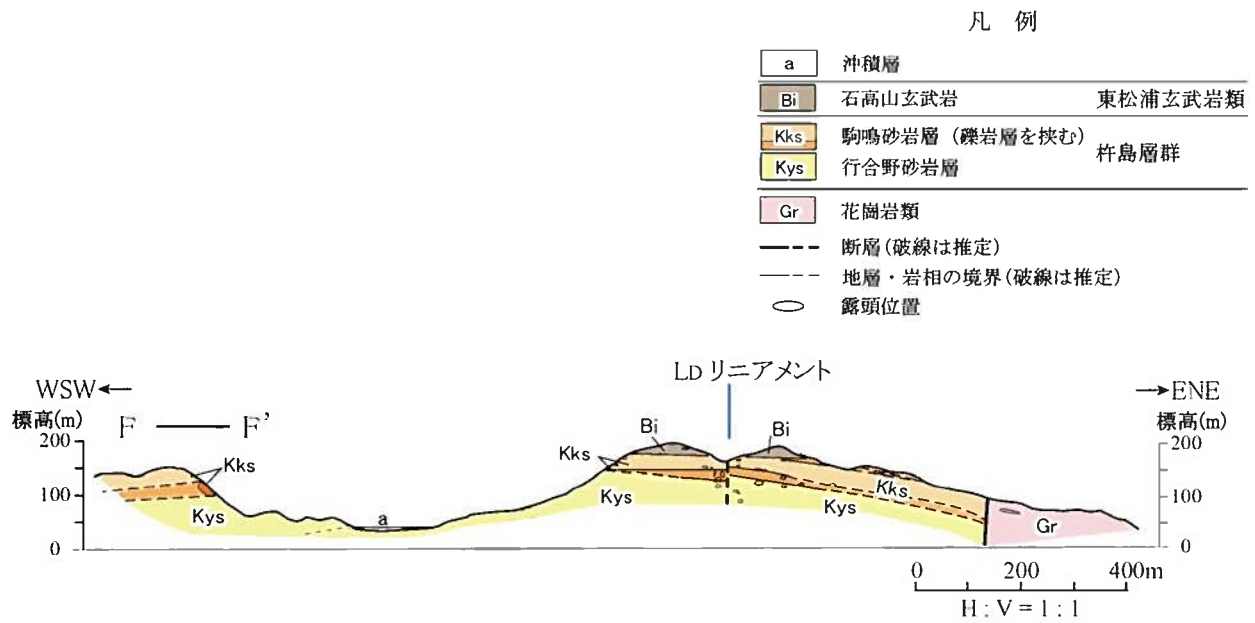 凡 例
a 沖積層
Bi 石高山玄武岩 東松浦玄武岩類
Kks 駒鳴砂岩層（礫岩層を挟む）
杵島層群
Kys 行合野砂岩層
Gr 花崗岩類
断層(破線は推定)
地層・岩相の境界(破線は推定)
露頭位置
LD リニアメント
WSW
ENE
標高(m)
標高(m)
F F’
200
100
0
200
100
0
Kks
Kys
a
Kks
Bi
Bi
Kys
Kks
Kys
Gr
0 200 400m
H : V = 1 : 1